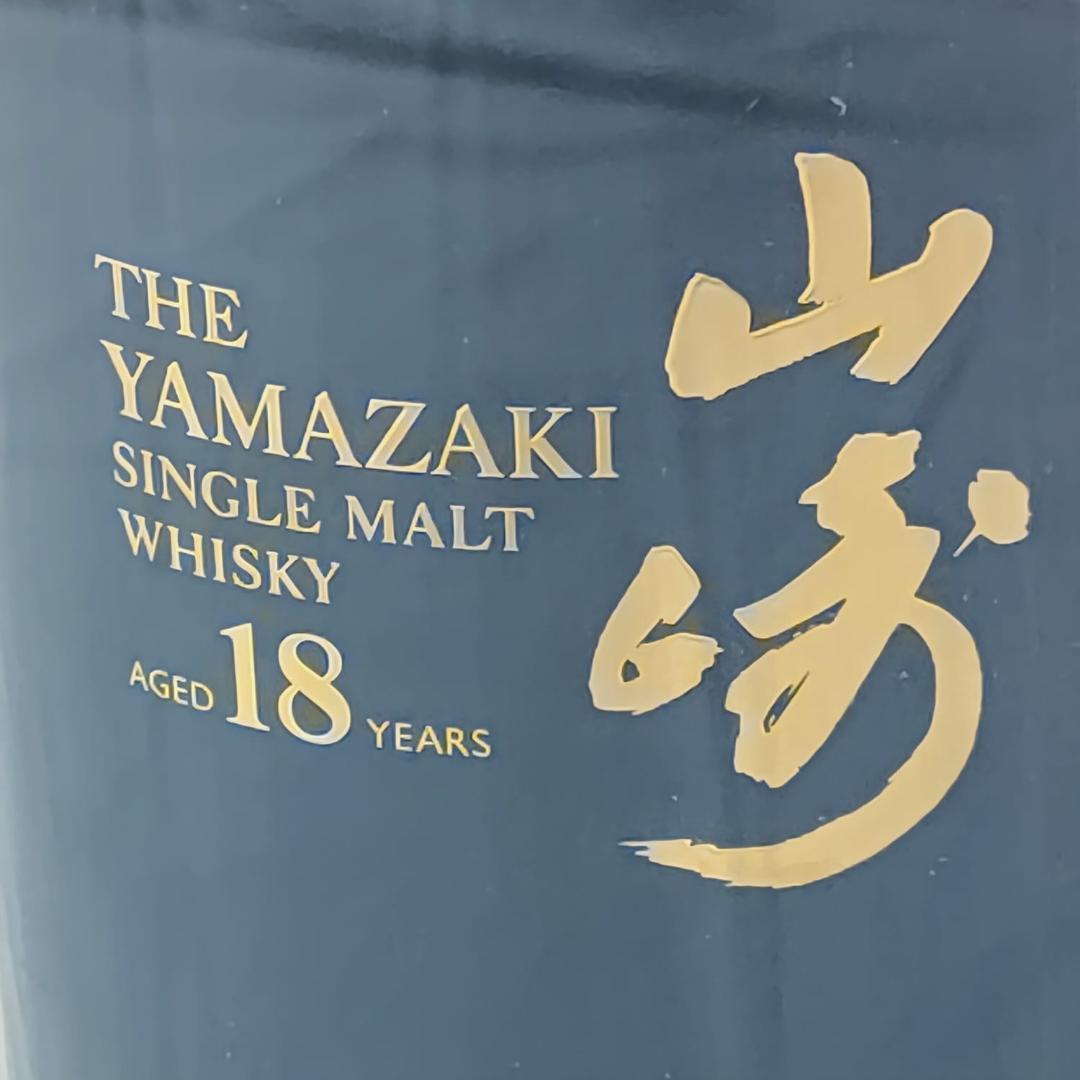 THE
YAMAZAKI
SINGLE MALT
WHISKY
AGED 18 YEARS
山崎